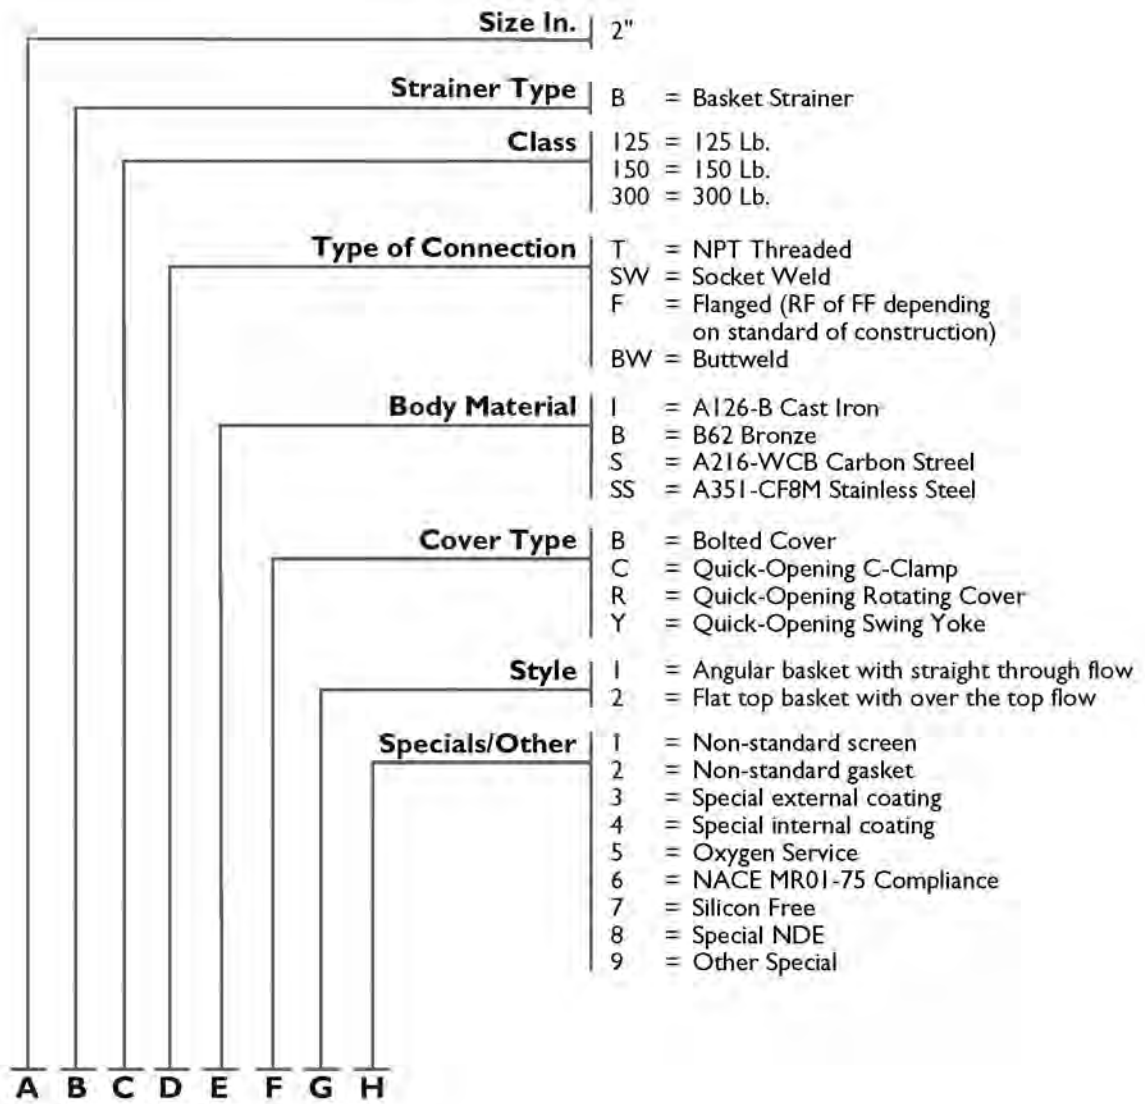 Size In. 2"
Strainer Type B = Basket Strainer
Class 125 = 125 Lb.
150 = 150 Lb.
300 = 300 Lb.
Type of Connection T = NPT Threaded
SW = Socket Weld
F = Flanged (RF of FF depending
on standard of construction)
BW = Buttweld
Body Material I = A126-B Cast Iron
B = B62 Bronze
S = A216-WCB Carbon Streel
SS = A351-CF8M Stainless Steel
Cover Type B = Bolted Cover
C = Quick-Opening C-Clamp
R = Quick-Opening Rotating Cover
Y = Quick-Opening Swing Yoke
Style 1 = Angular basket with straight through flow
2 = Flat top basket with over the top flow
Specials/Other 1 = Non-standard screen
2 = Non-standard gasket
3 = Special external coating
4 = Special internal coating
5 = Oxygen Service
6 = NACE MR01-75 Compliance
7 = Silicon Free
8 = Special NDE
9 = Other Special
A B C D E F G H